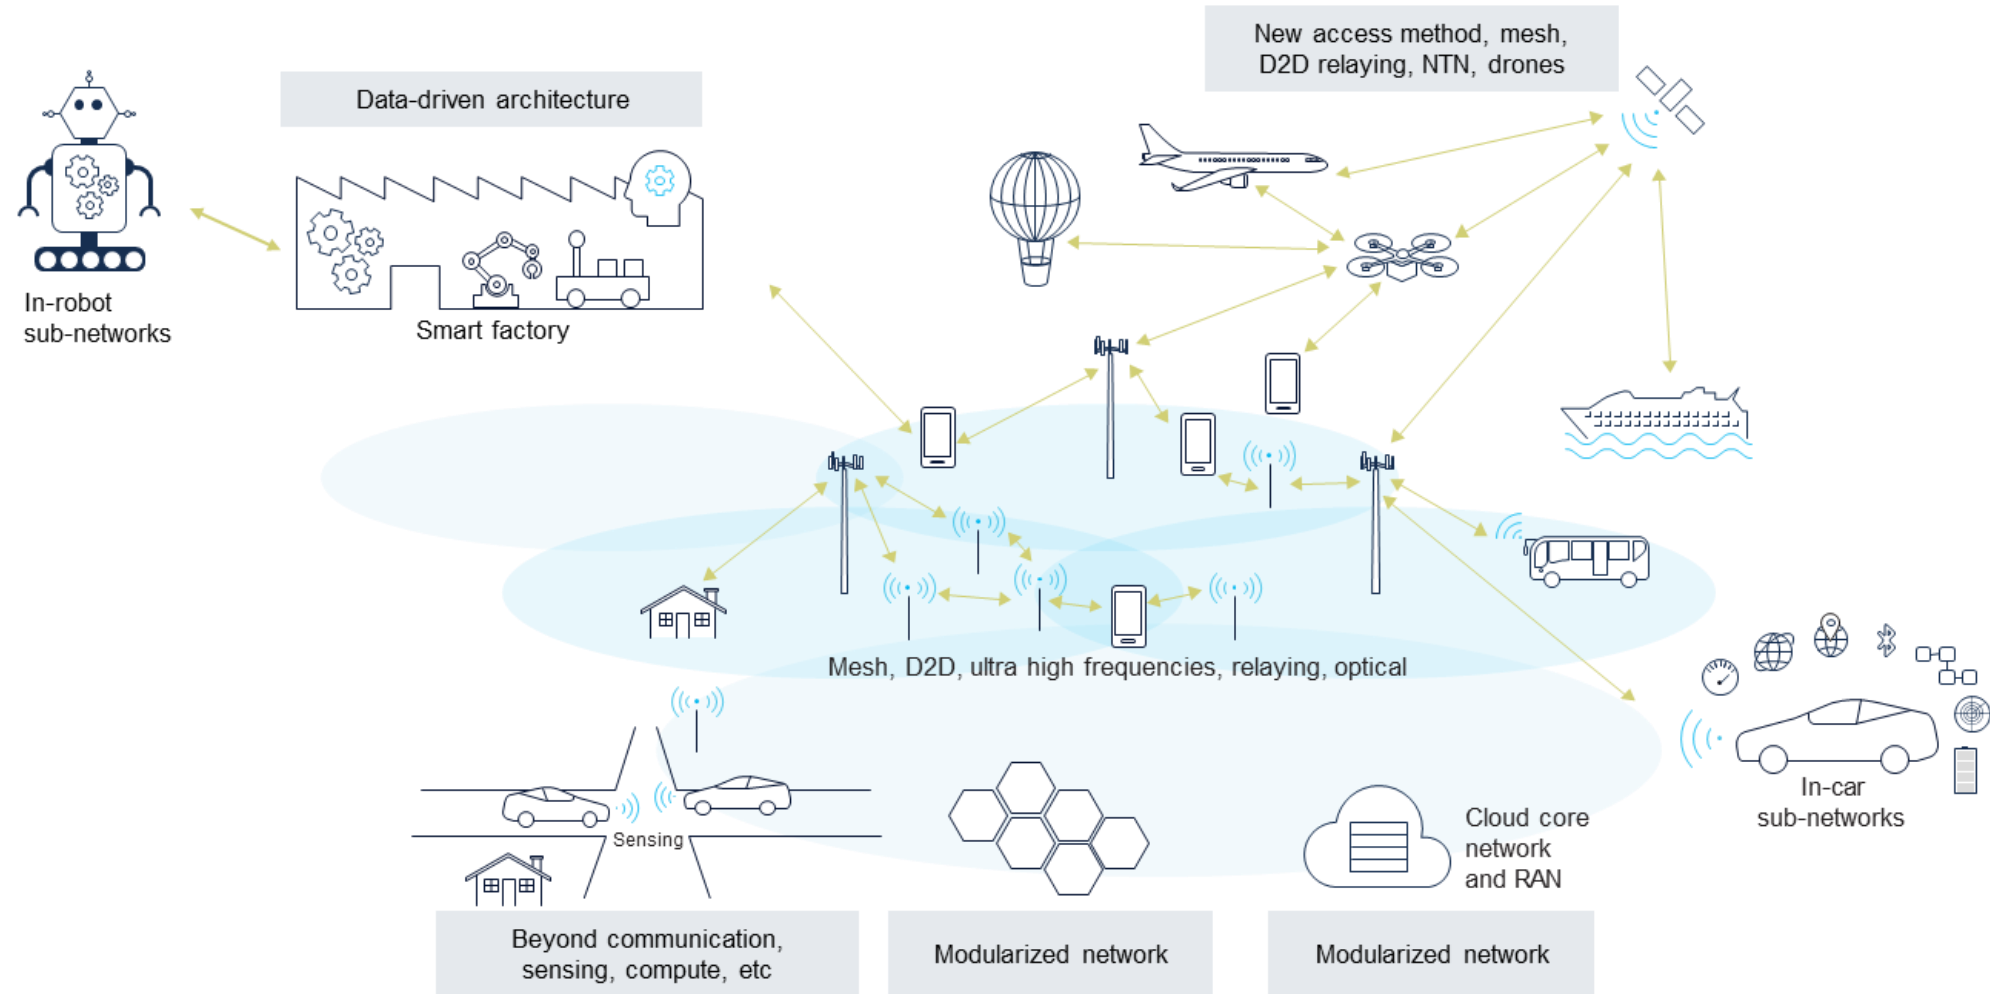 New access method, mesh,
D2D relaying, NTN, drones
Data-driven architecture
In-robot
sub-networks
Smart factory
Mesh, D2D, ultra high frequencies, relaying, optical
In-car
sub-networks
Sensing
Cloud core
network
and RAN
Beyond communication,
sensing, compute, etc
Modularized network
Modularized network